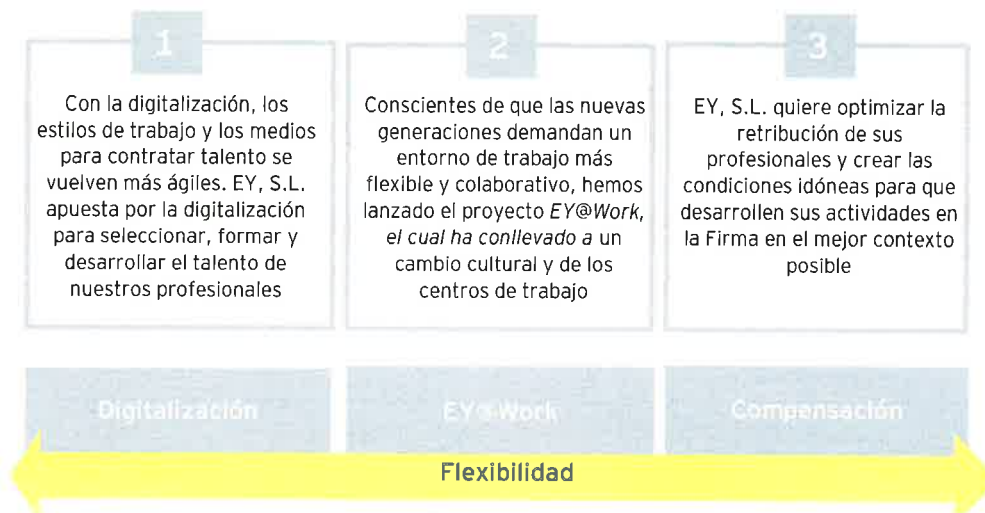 1
Con la digitalización, los
estilos de trabajo y los medios
para contratar talento se
vuelven más ágiles. EY, S.L.
apuesta por la digitalización
para seleccionar, formar y
desarrollar el talento de
nuestros profesionales
2
Conscientes de que las nuevas
generaciones demandan un
entorno de trabajo más
flexible y colaborativo, hemos
lanzado el proyecto EY@Work,
el cual ha conllevado a un
cambio cultural y de los
centros de trabajo
3
EY, S.L. quiere optimizar la
retribución de sus
profesionales y crear las
condiciones idóneas para que
desarrollen sus actividades en
la Firma en el mejor contexto
posible
Digitalización
EY@Work
Compensación
Flexibilidad